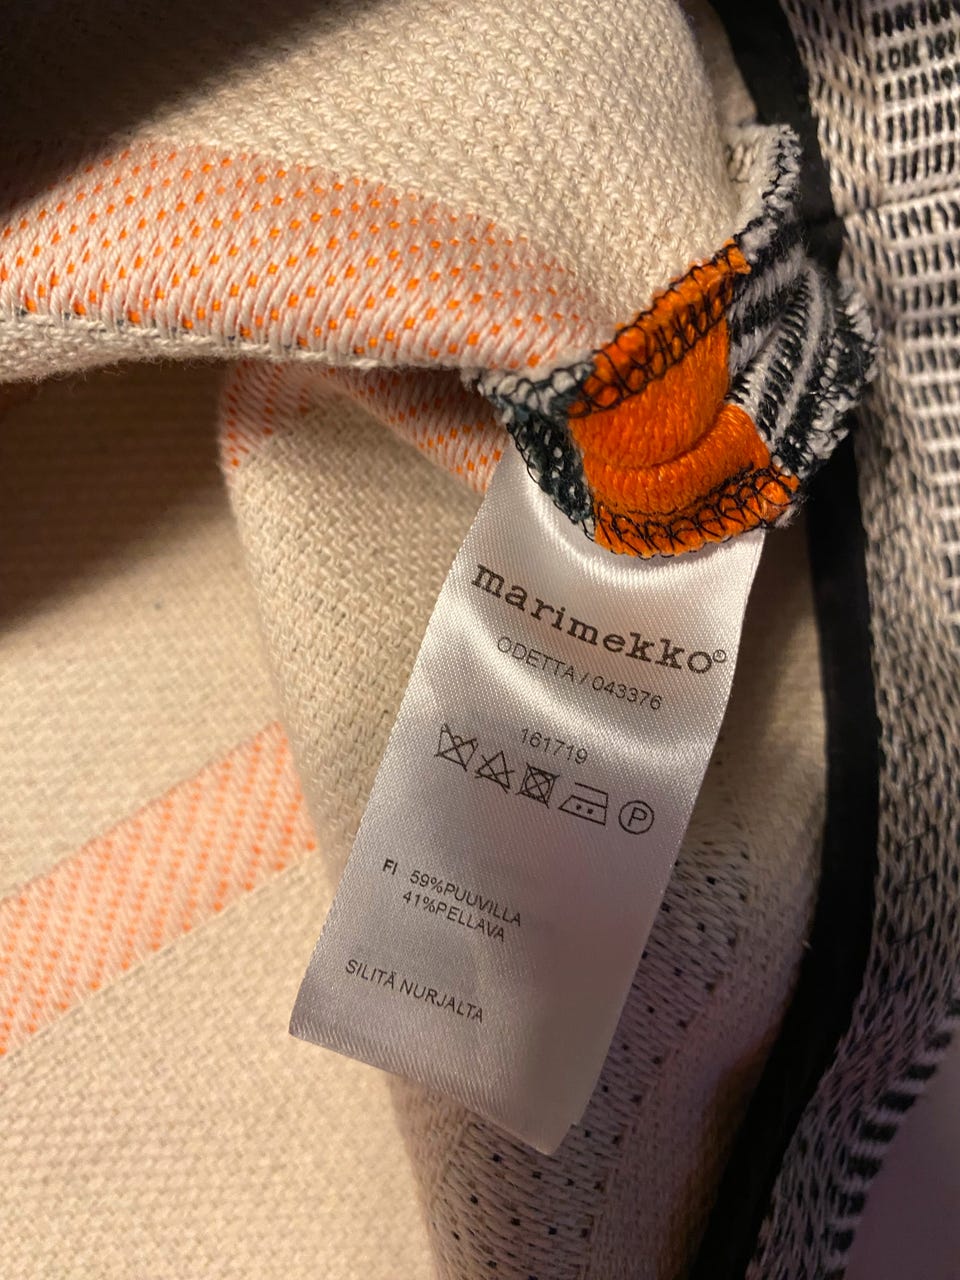 marimekko®
ODETTA / 043376
161719
P
FI 59%PUUVILLA
41%PELLAVA
SILITÄ NURJALTA